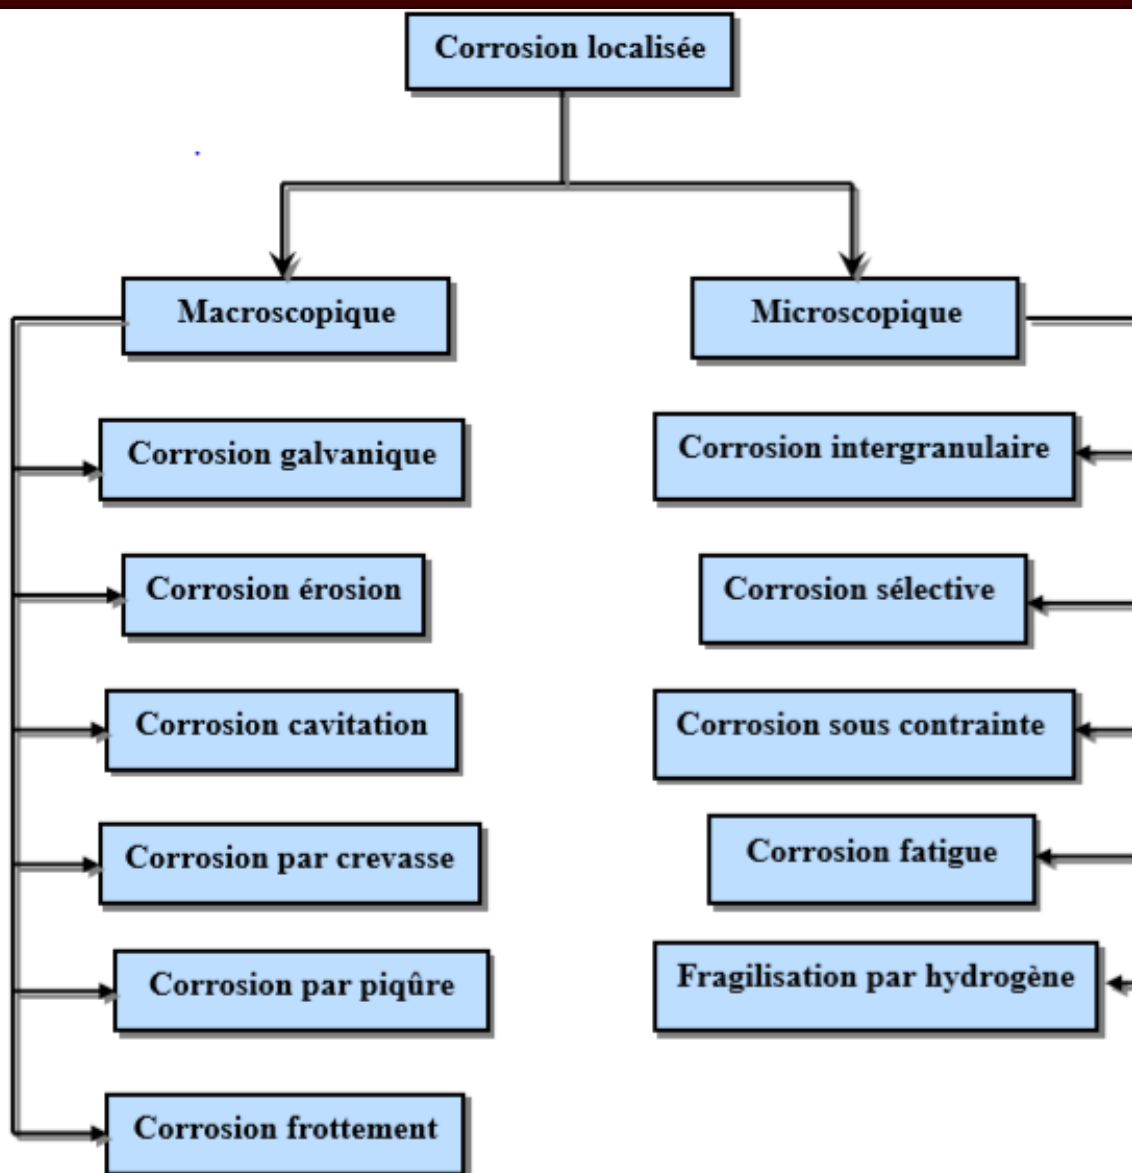 Corrosion localisée
Macroscopique
Microscopique
Corrosion galvanique
Corrosion érosion
Corrosion cavitation
Corrosion par crevasse
Corrosion par piqûre
Corrosion frottement
Corrosion intergranulaire
Corrosion sélective
Corrosion sous contrainte
Corrosion fatigue
Fragilisation par hydrogène